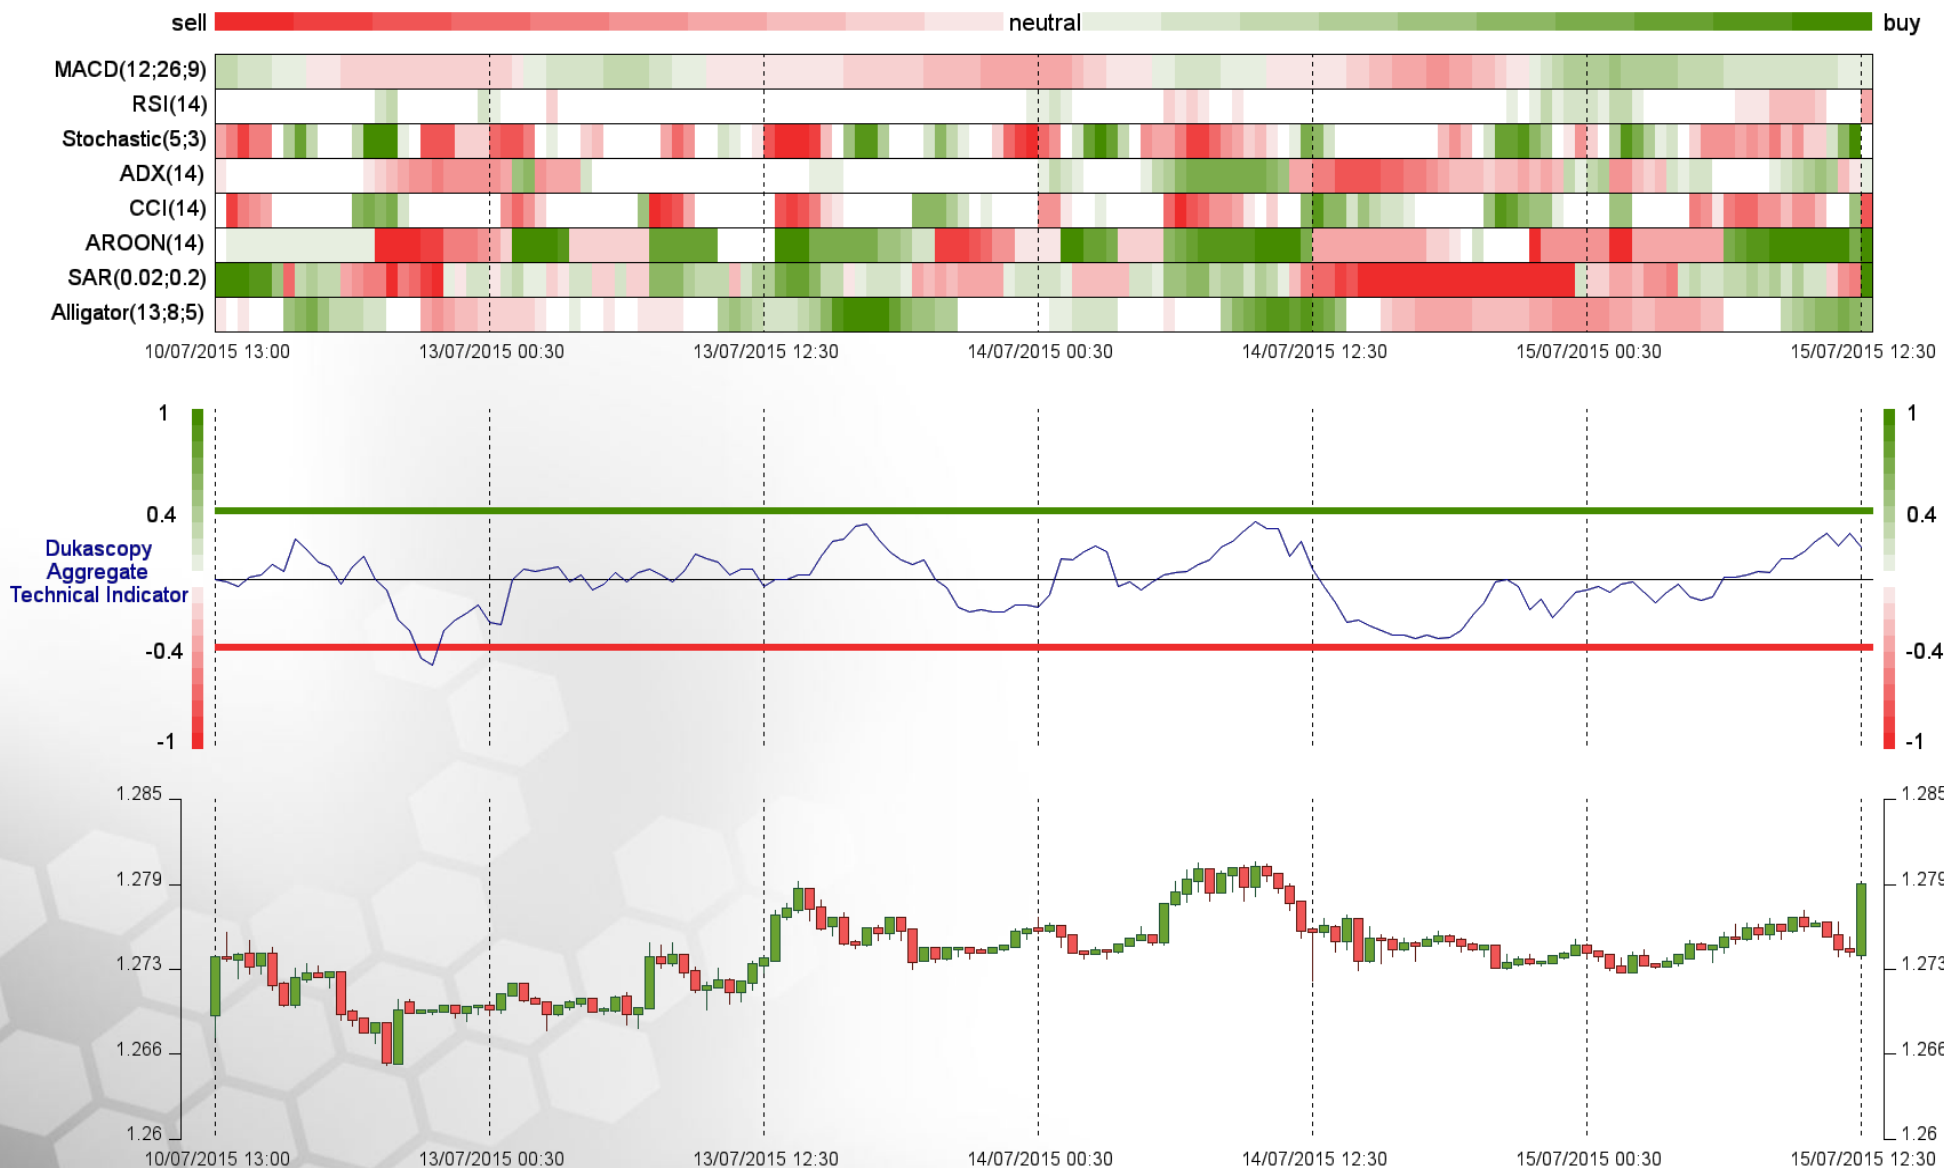 sell neutral buy
MACD(12;26;9)
RSI(14)
Stochastic(5;3)
ADX(14)
CCI(14)
AROON(14)
SAR(0.02;0.2)
Alligator(13;8;5)
10/07/2015 13:00 13/07/2015 00:30 13/07/2015 12:30 14/07/2015 00:30 14/07/2015 12:30 15/07/2015 00:30 15/07/2015 12:30
1 1
0.4 0.4
Dukascopy
Aggregate
Technical Indicator
-0.4 -0.4
-1 -1
1.285 1.285
1.279 1.279
1.273 1.273
1.266 1.266
1.26 1.26
10/07/2015 13:00 13/07/2015 00:30 13/07/2015 12:30 14/07/2015 00:30 14/07/2015 12:30 15/07/2015 00:30 15/07/2015 12:30